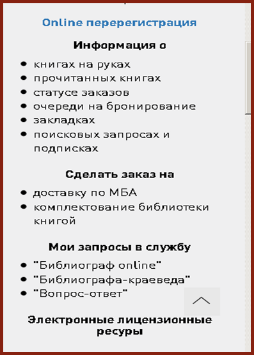 Online перерегистрация
Информация о
• книгах на руках
• прочитанных книгах
• статусе заказов
• очереди на бронирование
• закладках
• поисковых запросах и
подписках
Сделать заказ на
• доставку по МБА
• комплектование библиотеки
книгой
Мои запросы в службу
• "Библиограф online"
• "Библиографа-краеведа"
• "Вопрос-ответ"
Электронные лицензионные
ресуры